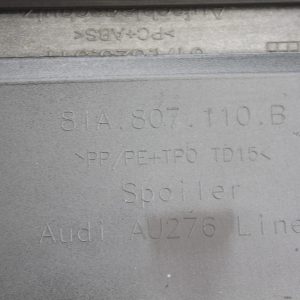 >PC+ABS<
81A.807.110.B
>PP/PE+TPO TD15<
Spoiler
Audi AU276 Line